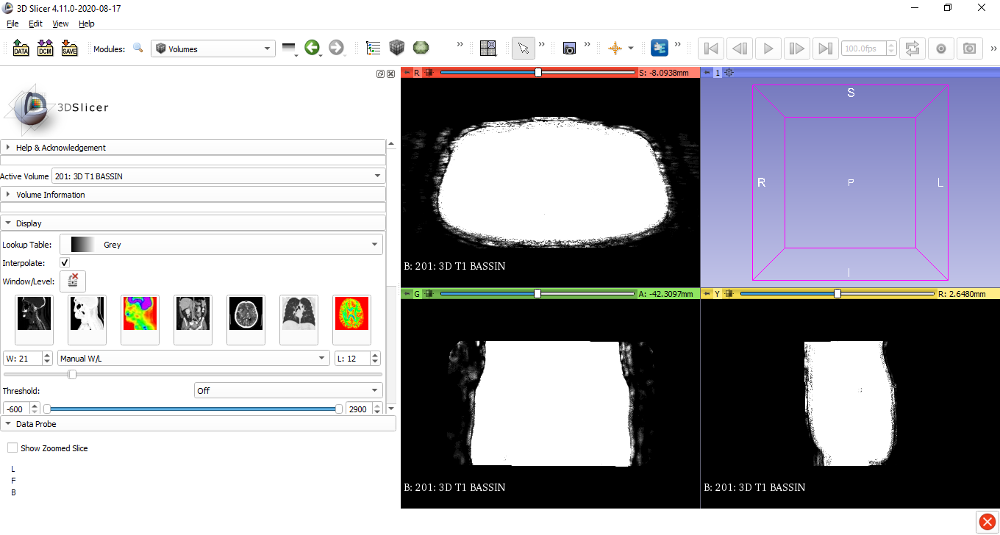 3D Slicer 4.11.0-2020-08-17
File Edit View Help
DATA DCM SAVE Modules: Volumes 100.0fps
3DSlicer
Help & Acknowledgement
Active Volume 201: 3D T1 BASSIN
Volume Information
Display
Lookup Table: Grey
Interpolate:
Window/Level:
W: 21 Manual W/L L: 12
Threshold: Off
-600 2900
Data Probe
Show Zoomed Slice
L
F
B
R S: -8.0938mm
B: 201: 3D T1 BASSIN
1
S
R P L
I
G A: -42.3097mm
B: 201: 3D T1 BASSIN
Y R: 2.6480mm
B: 201: 3D T1 BASSIN